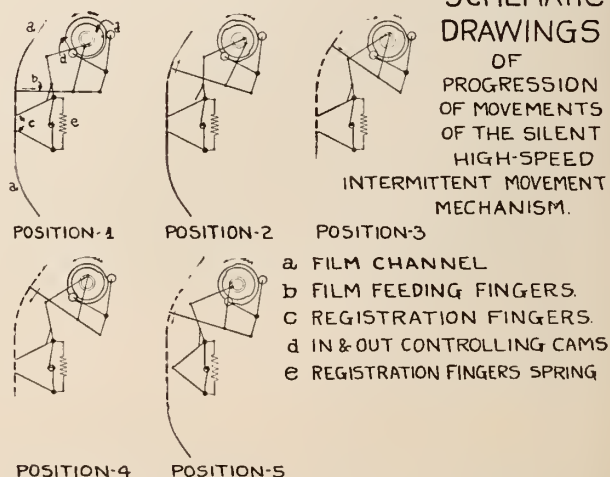 SCHEMATIC
DRAWINGS
OF
PROGRESSION
OF MOVEMENTS
OF THE SILENT
HIGH-SPEED
INTERMITTENT MOVEMENT
MECHANISM.
a
d
d
b
c
e
a
POSITION-1
POSITION-2
POSITION-3
a FILM CHANNEL
b FILM FEEDING FINGERS.
c REGISTRATION FINGERS.
d IN & OUT CONTROLLING CAMS
e REGISTRATION FINGERS SPRING
POSITION-4
POSITION-5